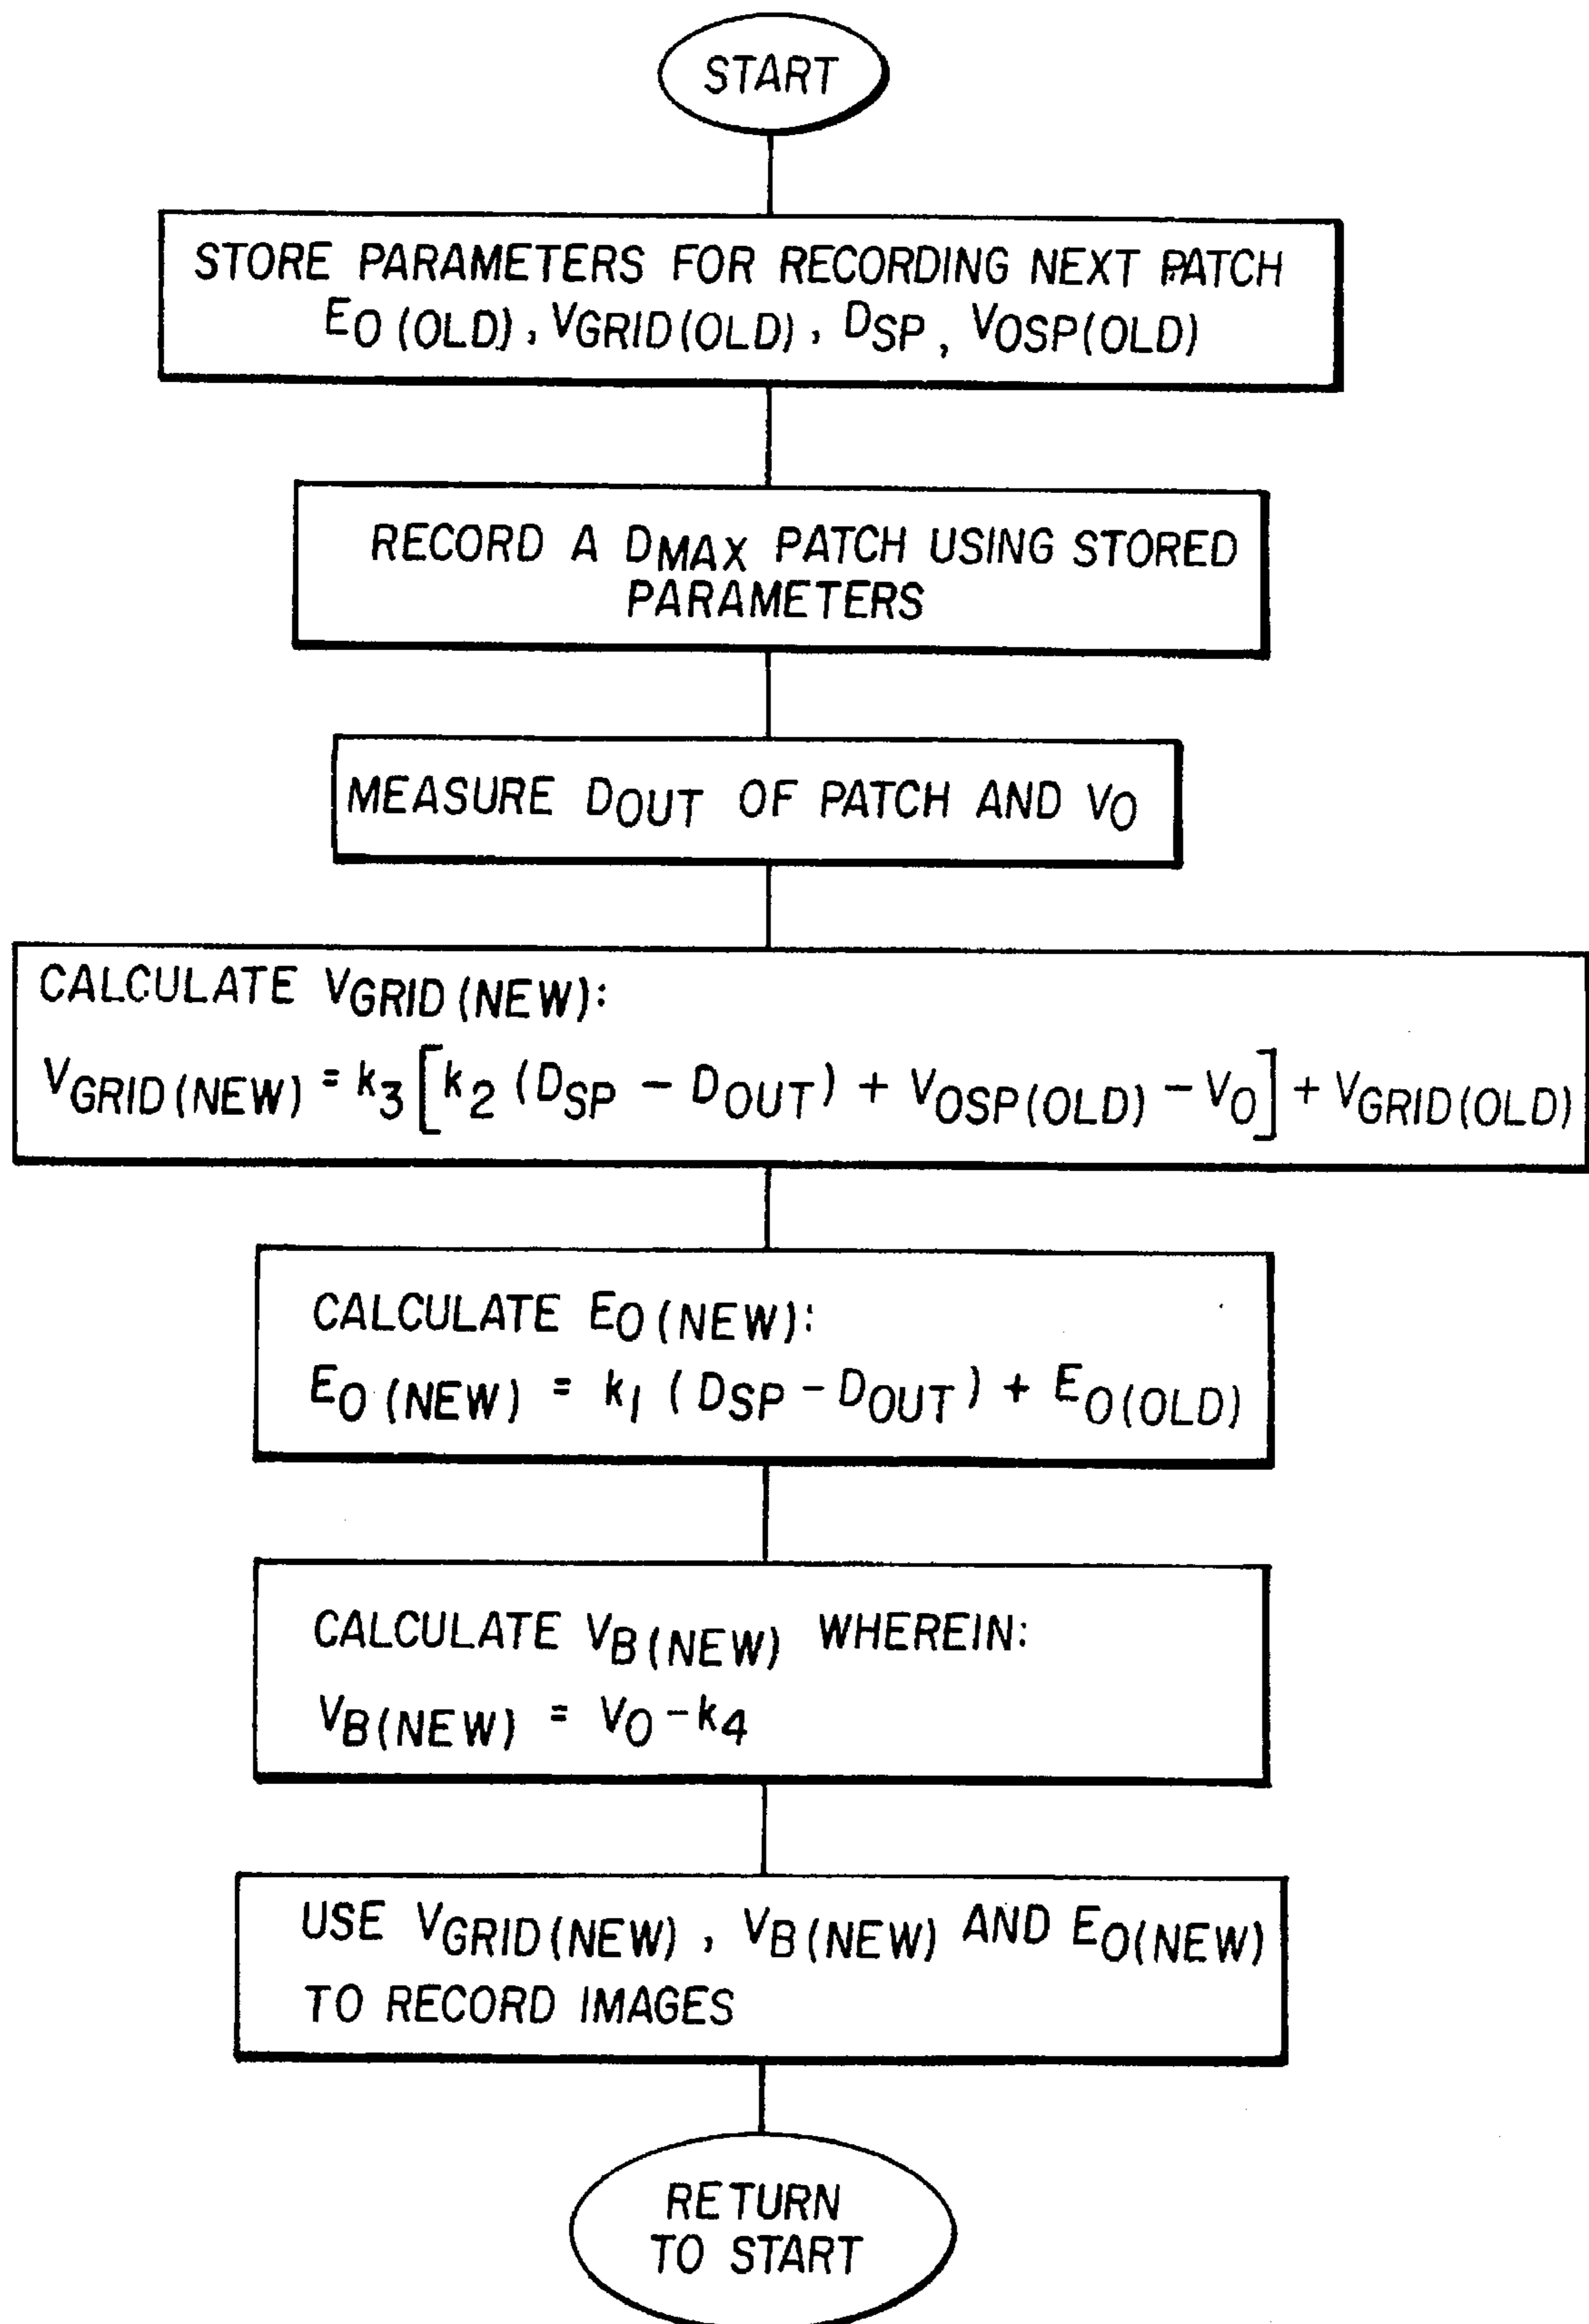 START
STORE PARAMETERS FOR RECORDING NEXT PATCH
EO (OLD), VGRID(OLD), DSP, VOSP(OLD)
RECORD A DMAX PATCH USING STORED
PARAMETERS
MEASURE DOUT OF PATCH AND VO
CALCULATE VGRID(NEW):
VGRID(NEW) = k3 [k2 (DSP - DOUT) + VOSP(OLD) - VO] + VGRID(OLD)
CALCULATE EO(NEW):
EO (NEW) = k1 (DSP - DOUT) + EO(OLD)
CALCULATE VB(NEW) WHEREIN:
VB(NEW) = VO - k4
USE VGRID(NEW), VB(NEW) AND EO(NEW)
TO RECORD IMAGES
RETURN
TO START